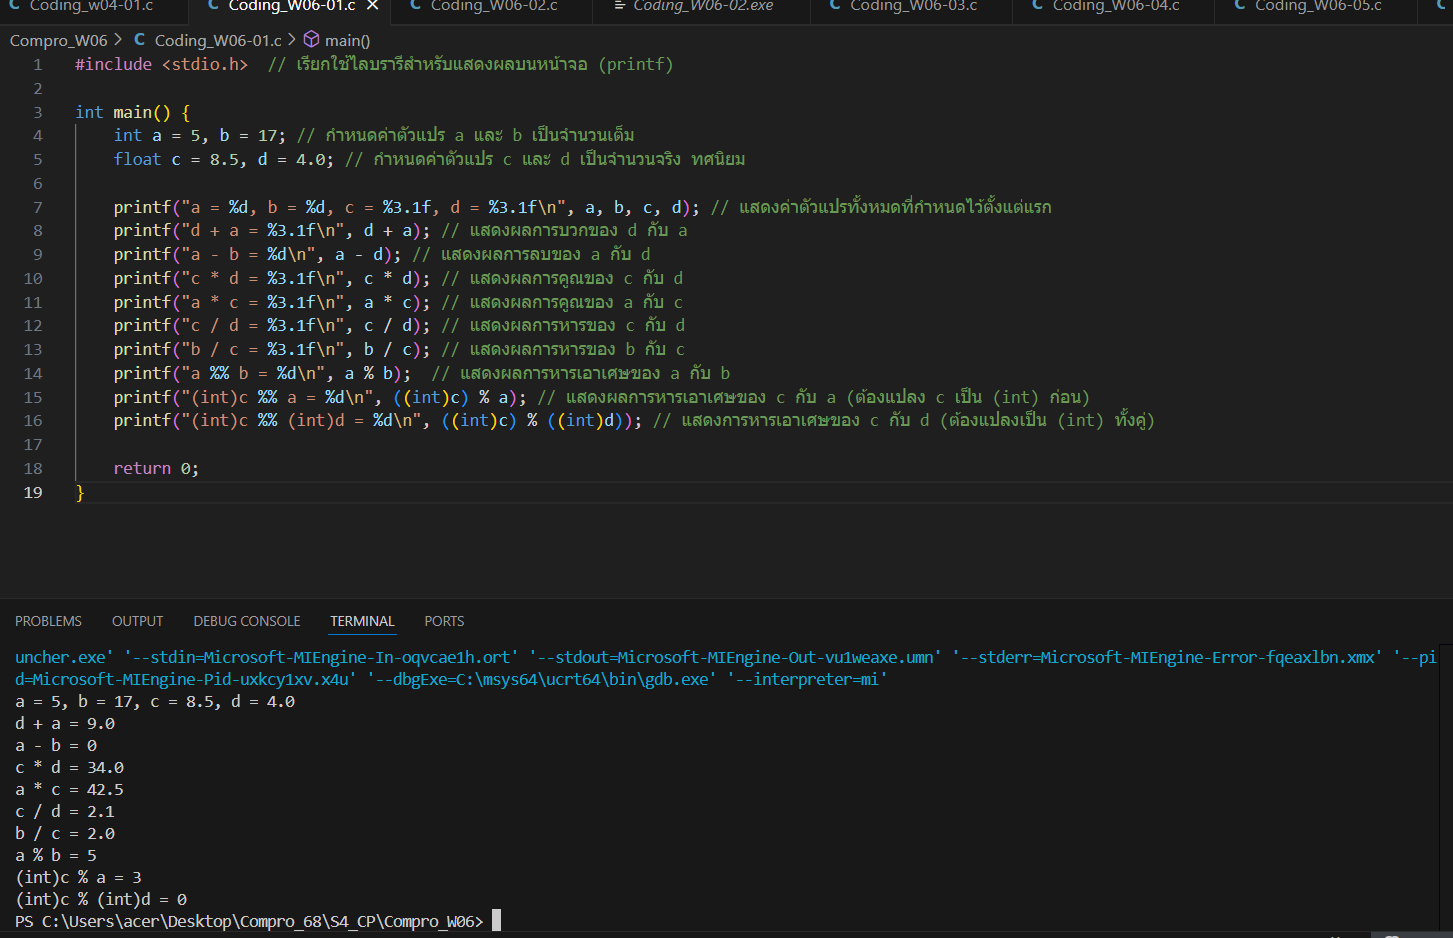 Coding_w04-01.c Coding_W06-01.c Coding_W06-02.c Coding_W06-02.exe Coding_W06-03.c Coding_W06-04.c Coding_W06-05.c
Compro_W06 > C Coding_W06-01.c > main()
1 #include <stdio.h>  // เรียกใช้ไลบรารีสำหรับแสดงผลบนหน้าจอ (printf)
2
3 int main() {
4     int a = 5, b = 17; // กำหนดค่าตัวแปร a และ b เป็นจำนวนเต็ม
5     float c = 8.5, d = 4.0; // กำหนดค่าตัวแปร c และ d เป็นจำนวนจริง ทศนิยม
6
7     printf("a = %d, b = %d, c = %3.1f, d = %3.1f\n", a, b, c, d); // แสดงค่าตัวแปรทั้งหมดที่กำหนดไว้ตั้งแต่แรก
8     printf("d + a = %3.1f\n", d + a); // แสดงผลการบวกของ d กับ a
9     printf("a - b = %d\n", a - d); // แสดงผลการลบของ a กับ d
10     printf("c * d = %3.1f\n", c * d); // แสดงผลการคูณของ c กับ d
11     printf("a * c = %3.1f\n", a * c); // แสดงผลการคูณของ a กับ c
12     printf("c / d = %3.1f\n", c / d); // แสดงผลการหารของ c กับ d
13     printf("b / c = %3.1f\n", b / c); // แสดงผลการหารของ b กับ c
14     printf("a %% b = %d\n", a % b);  // แสดงผลการหารเอาเศษของ a กับ b
15     printf("(int)c %% a = %d\n", ((int)c) % a); // แสดงผลการหารเอาเศษของ c กับ a (ต้องแปลง c เป็น (int) ก่อน)
16     printf("(int)c %% (int)d = %d\n", ((int)c) % ((int)d)); // แสดงการหารเอาเศษของ c กับ d (ต้องแปลงเป็น (int) ทั้งคู่)
17
18     return 0;
19 }
PROBLEMS OUTPUT DEBUG CONSOLE TERMINAL PORTS
uncher.exe' '--stdin=Microsoft-MIEngine-In-oqvcae1h.ort' '--stdout=Microsoft-MIEngine-Out-vu1weaxe.umn' '--stderr=Microsoft-MIEngine-Error-fqeaxlbn.xmx' '--pi
d=Microsoft-MIEngine-Pid-uxkcy1xv.x4u' '--dbgExe=C:\msys64\ucrt64\bin\gdb.exe' '--interpreter=mi'
a = 5, b = 17, c = 8.5, d = 4.0
d + a = 9.0
a - b = 0
c * d = 34.0
a * c = 42.5
c / d = 2.1
b / c = 2.0
a % b = 5
(int)c % a = 3
(int)c % (int)d = 0
PS C:\Users\acer\Desktop\Compro_68\S4_CP\Compro_W06>